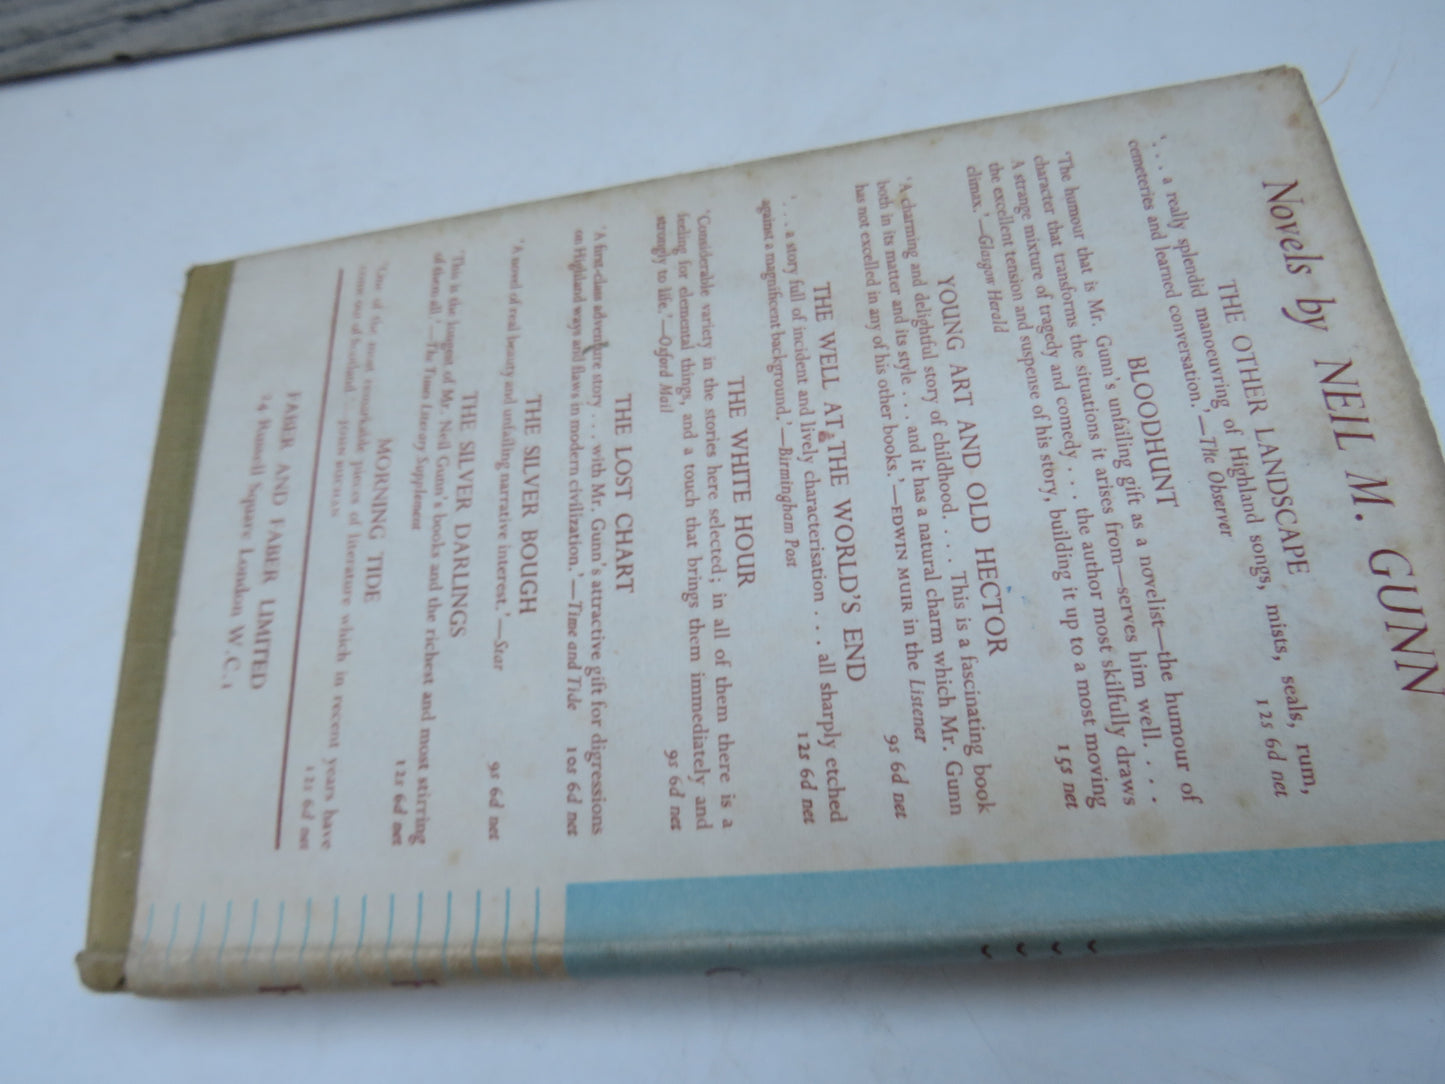 Novels by NEIL M. GUNN
THE OTHER LANDSCAPE
'. . . a really splendid manoeuvring of Highland songs, mists, seals, rum,
cemeteries and learned conversation.'—The Observer
12s 6d net
BLOODHUNT
'The humour that is Mr. Gunn's unfailing gift as a novelist—the humour of
character that transforms the situations it arises from—serves him well. . . .
A strange mixture of tragedy and comedy . . . the author most skilfully draws
the excellent tension and suspense of his story, building it up to a most moving
climax.'—Glasgow Herald
15s net
YOUNG ART AND OLD HECTOR
'A charming and delightful story of childhood. . . . This is a fascinating book
both in its matter and its style . . . and it has a natural charm which Mr. Gunn
has not excelled in any of his other books.'—EDWIN MUIR in the Listener
9s 6d net
THE WELL AT THE WORLD'S END
'. . . a story full of incident and lively characterisation . . . . all sharply etched
against a magnificent background.'—Birmingham Post
12s 6d net
THE WHITE HOUR
'Considerable variety in the stories here selected; in all of them there is a
feeling for elemental things, and a touch that brings them immediately and
strongly to life.'—Oxford Mail
9s 6d net
THE LOST CHART
'A first-class adventure story . . . with Mr. Gunn's attractive gift for digressions
on Highland ways and flaws in modern civilization.'—Time and Tide
10s 6d net
THE SILVER BOUGH
'A novel of real beauty and unfailing narrative interest.'—Star
9s 6d net
THE SILVER DARLINGS
'This is the longest of Mr. Neil Gunn's books and the richest and most stirring
of them all.'—The Times Literary Supplement
12s 6d net
MORNING TIDE
'One of the most remarkable pieces of literature which in recent years have
come out of Scotland.'—JOHN BUCHAN
12s 6d net
FABER AND FABER LIMITED
24 Russell Square London W.C.1